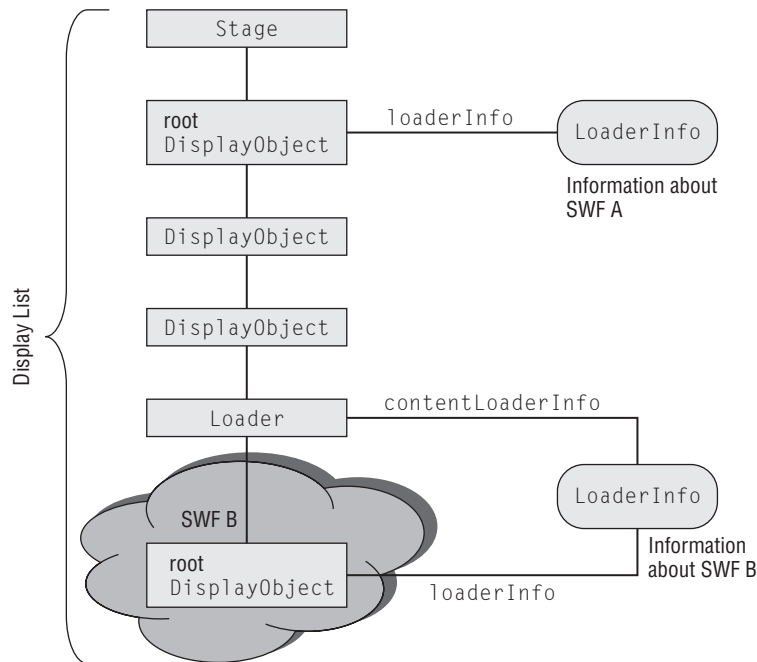 Stage
root
DisplayObject
loaderInfo
LoaderInfo
Information about
SWF A
DisplayObject
Display List
DisplayObject
Loader
contentLoaderInfo
LoaderInfo
SWF B
Information
about SWF B
root
DisplayObject
loaderInfo